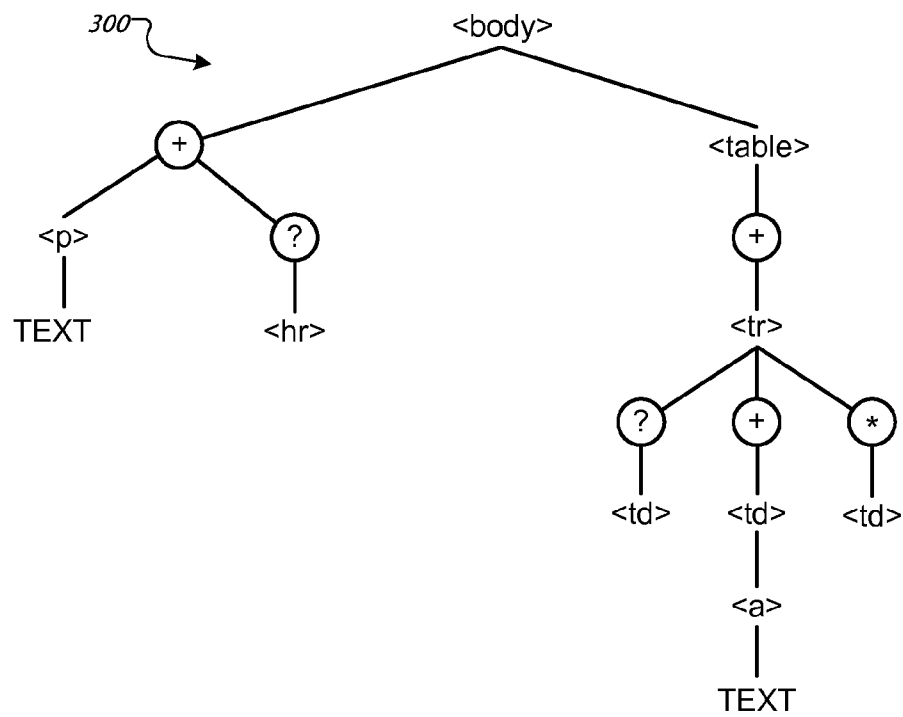 300
<body>
+
<table>
<p>
?
+
TEXT
<hr>
<tr>
?
+
*
<td>
<td>
<td>
<a>
TEXT